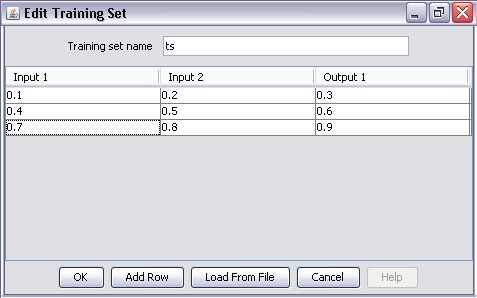 Edit Training Set
Training set name ts
Input 1 Input 2 Output 1
0.1 0.2 0.3
0.4 0.5 0.6
0.7 0.8 0.9
OK Add Row Load From File Cancel Help